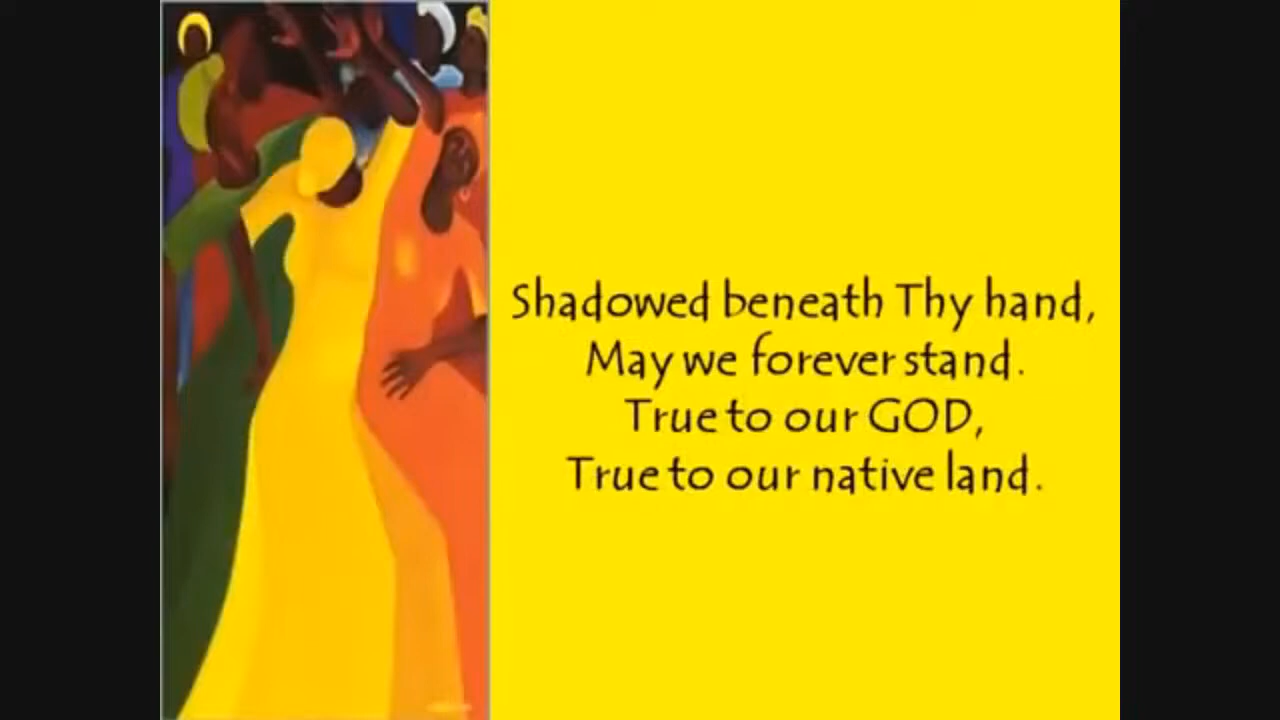 Shadowed beneath Thy hand,
May we forever stand.
True to our GOD,
True to our native land.